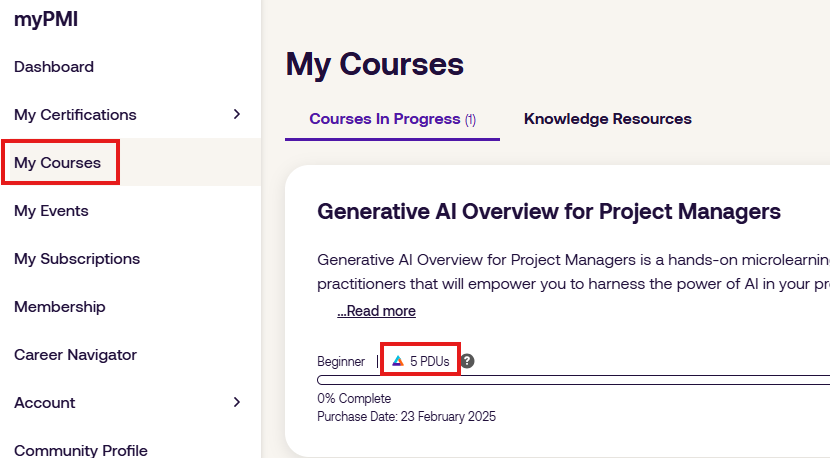 myPMI
Dashboard
My Certifications
My Courses
My Events
My Subscriptions
Membership
Career Navigator
Account
Community Profile
My Courses
Courses In Progress (1)
Knowledge Resources
Generative AI Overview for Project Managers
Generative AI Overview for Project Managers is a hands-on microlearnin
practitioners that will empower you to harness the power of AI in your pr
...Read more
Beginner | 5 PDUs ?
0% Complete
Purchase Date: 23 February 2025